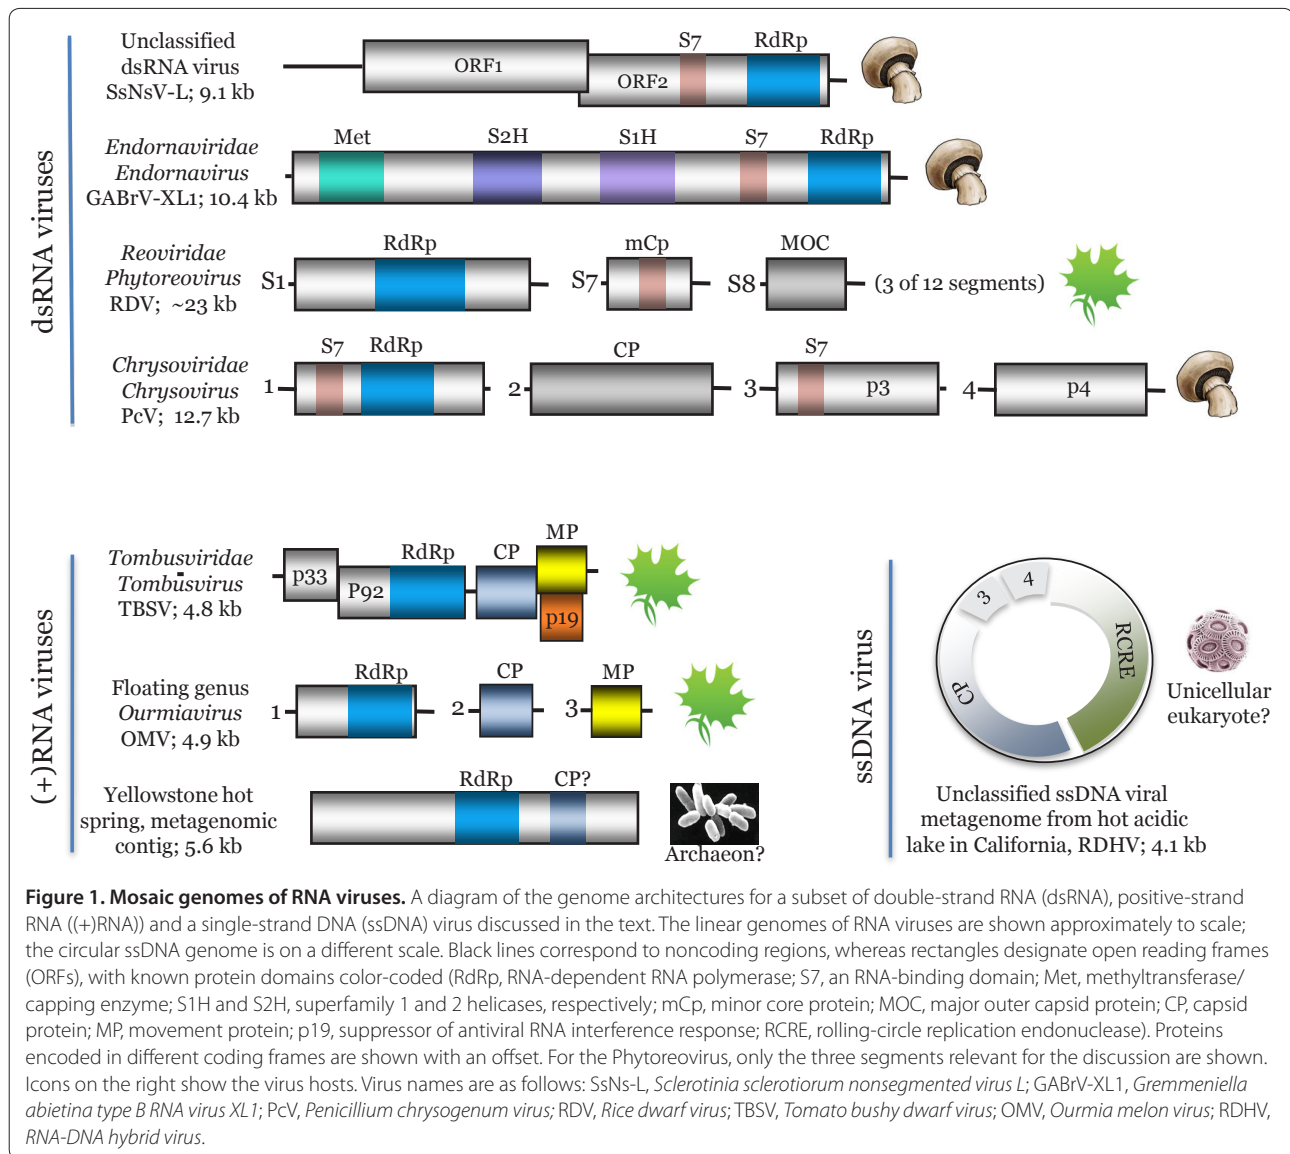 dsRNA viruses
Unclassified
dsRNA virus
SsNsV-L; 9.1 kb
ORF1
ORF2
S7
RdRp
Endornaviridae
Endornavirus
GABrV-XL1; 10.4 kb
Met
S2H
S1H
S7
RdRp
Reoviridae
Phytoreovirus
RDV; ~23 kb
S1
RdRp
S7
mCp
S8
MOC
(3 of 12 segments)
Chrysoviridae
Chrysovirus
PcV; 12.7 kb
1
S7
RdRp
2
CP
3
S7
p3
4
p4
(+)RNA viruses
Tombusviridae
Tombusvirus
TBSV; 4.8 kb
p33
P92
RdRp
CP
MP
p19
Floating genus
Ourmiavirus
OMV; 4.9 kb
1
RdRp
2
CP
3
MP
Yellowstone hot
spring, metagenomic
contig; 5.6 kb
RdRp
CP?
Archaeon?
ssDNA virus
3
4
CP
RCRE
Unicellular
eukaryote?
Unclassified ssDNA viral
metagenome from hot acidic
lake in California, RDHV; 4.1 kb
Figure 1. Mosaic genomes of RNA viruses. A diagram of the genome architectures for a subset of double-strand RNA (dsRNA), positive-strand
RNA ((+)RNA)) and a single-strand DNA (ssDNA) virus discussed in the text. The linear genomes of RNA viruses are shown approximately to scale;
the circular ssDNA genome is on a different scale. Black lines correspond to noncoding regions, whereas rectangles designate open reading frames
(ORFs), with known protein domains color-coded (RdRp, RNA-dependent RNA polymerase; S7, an RNA-binding domain; Met, methyltransferase/
capping enzyme; S1H and S2H, superfamily 1 and 2 helicases, respectively; mCp, minor core protein; MOC, major outer capsid protein; CP, capsid
protein; MP, movement protein; p19, suppressor of antiviral RNA interference response; RCRE, rolling-circle replication endonuclease). Proteins
encoded in different coding frames are shown with an offset. For the Phytoreovirus, only the three segments relevant for the discussion are shown.
Icons on the right show the virus hosts. Virus names are as follows: SsNs-L, Sclerotinia sclerotiorum nonsegmented virus L; GABrV-XL1, Gremmeniella
abietina type B RNA virus XL1; PcV, Penicillium chrysogenum virus; RDV, Rice dwarf virus; TBSV, Tomato bushy dwarf virus; OMV, Ourmia melon virus; RDHV,
RNA-DNA hybrid virus.